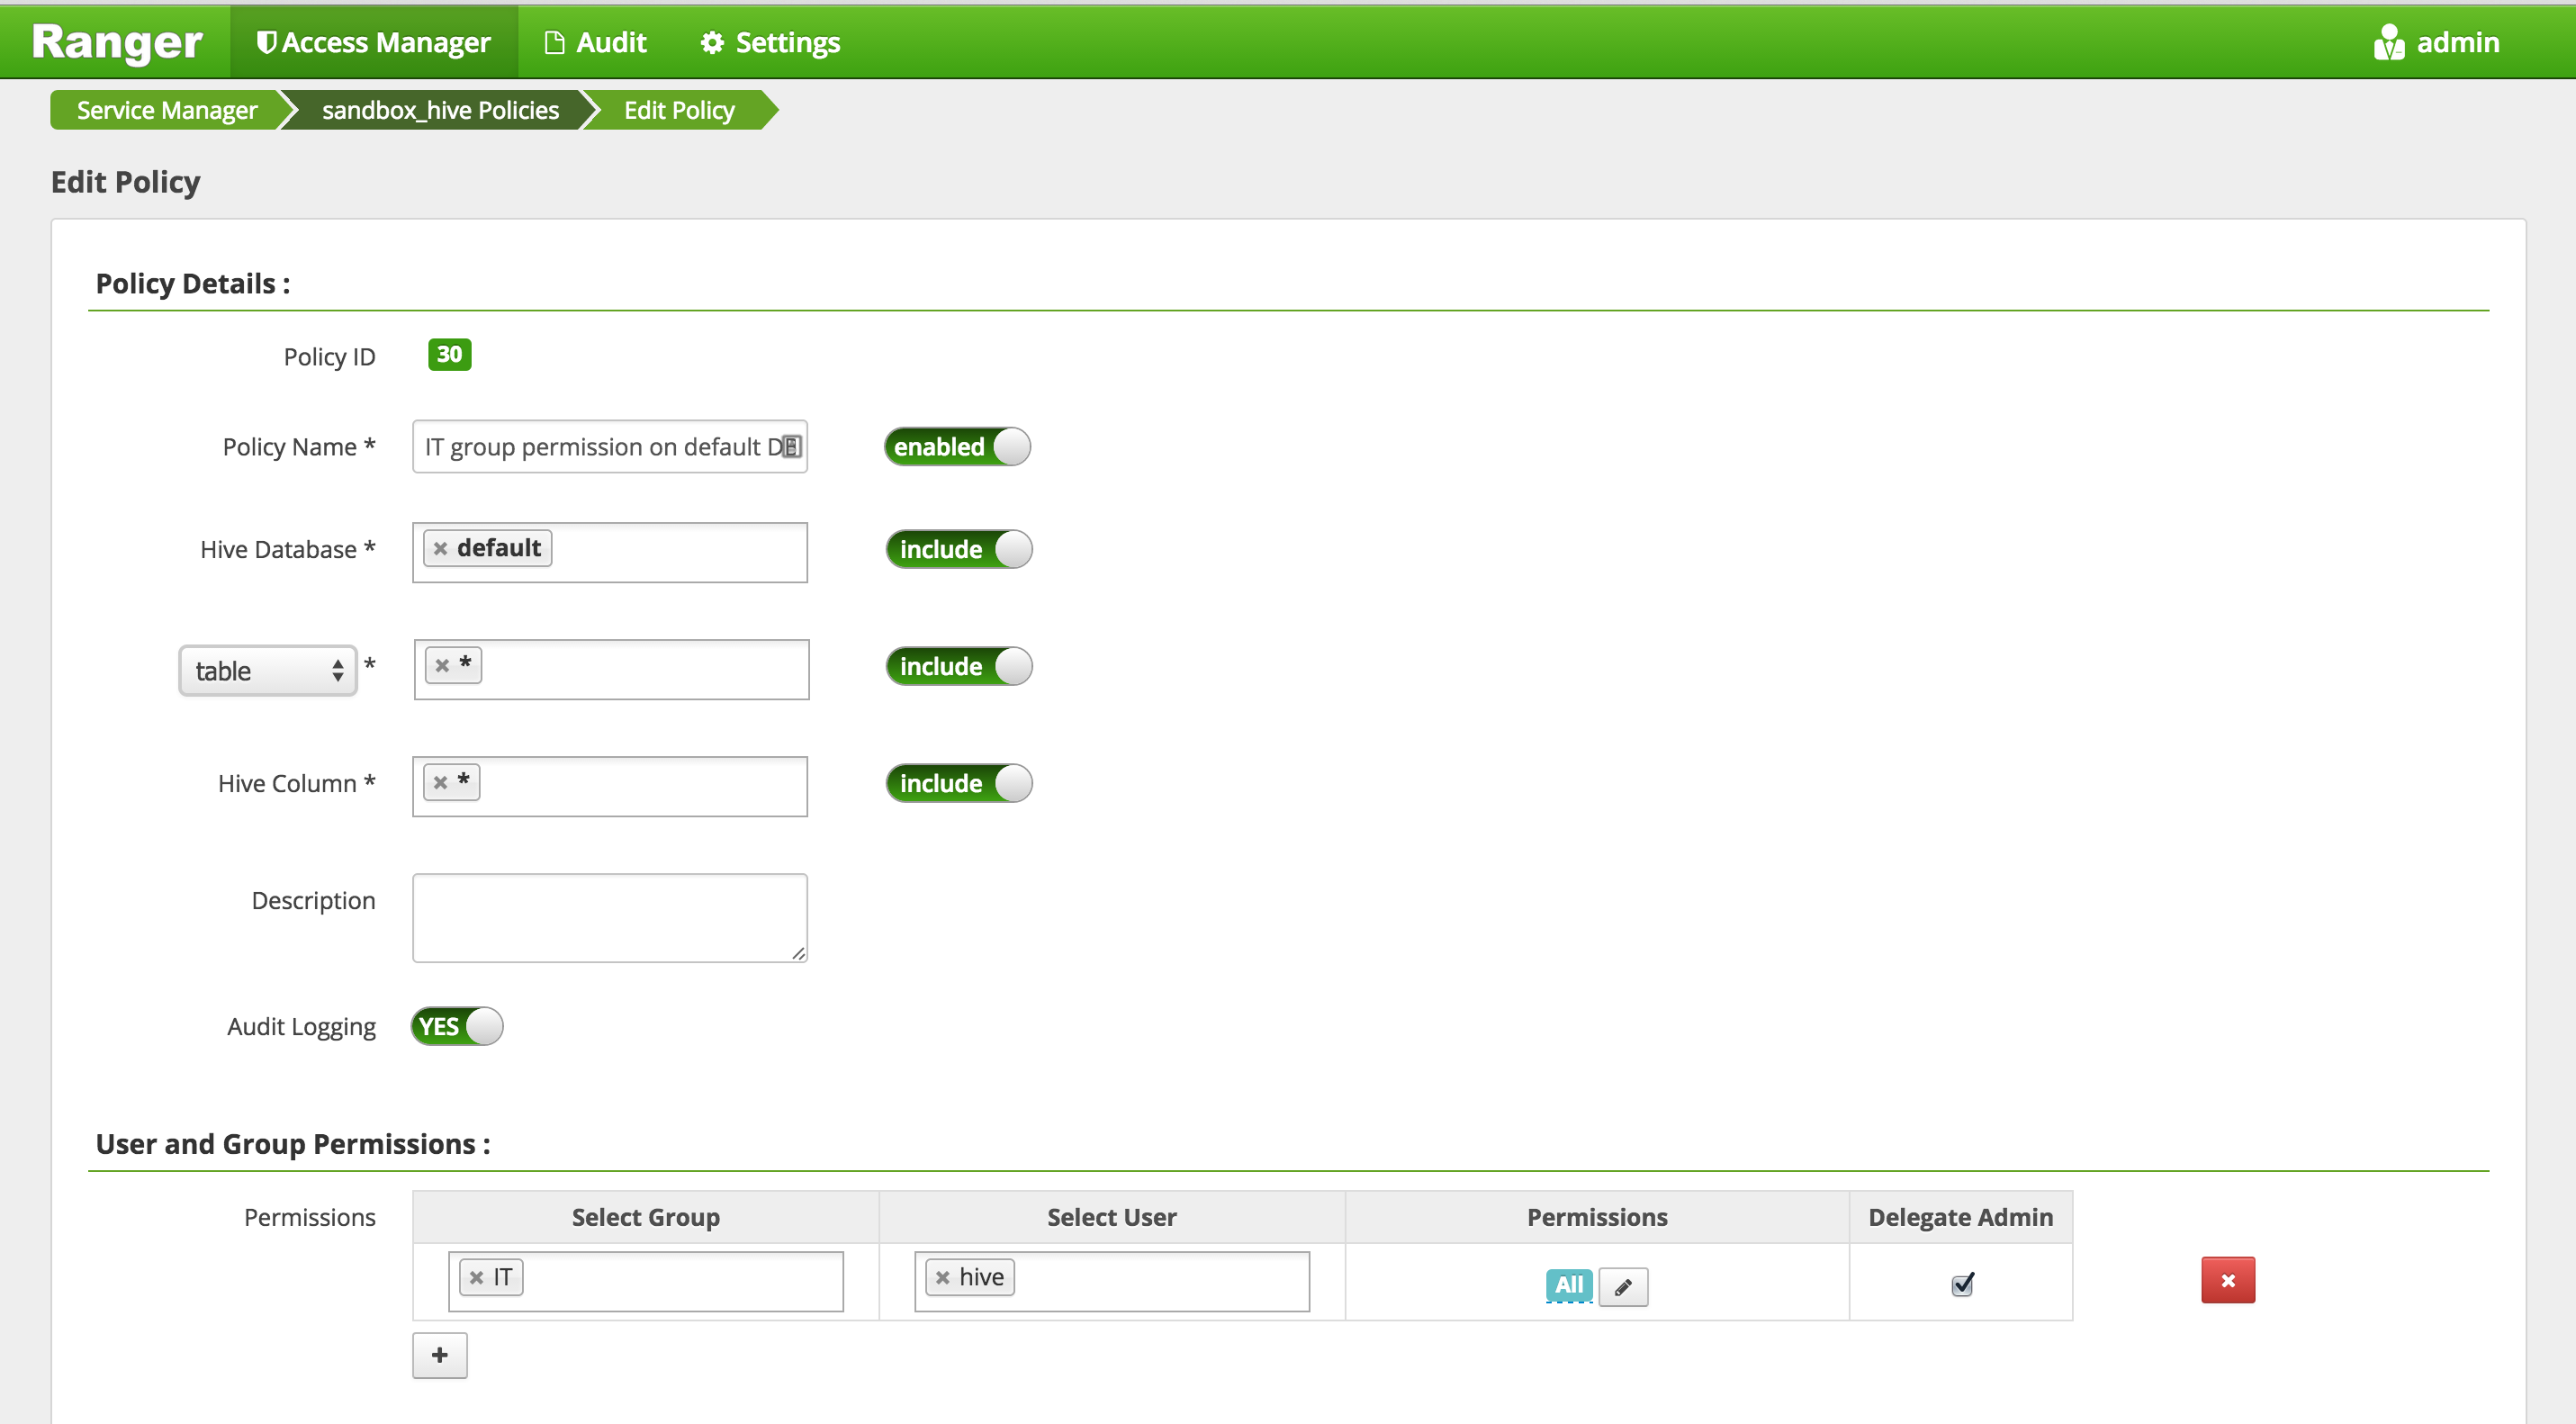 Ranger Access Manager Audit Settings admin
Service Manager sandbox_hive Policies Edit Policy
Edit Policy
Policy Details :
Policy ID 30
Policy Name * IT group permission on default DB enabled
Hive Database * × default include
table * × * include
Hive Column * × * include
Description
Audit Logging YES
User and Group Permissions :
Permissions Select Group Select User Permissions Delegate Admin
× IT × hive All ×
+